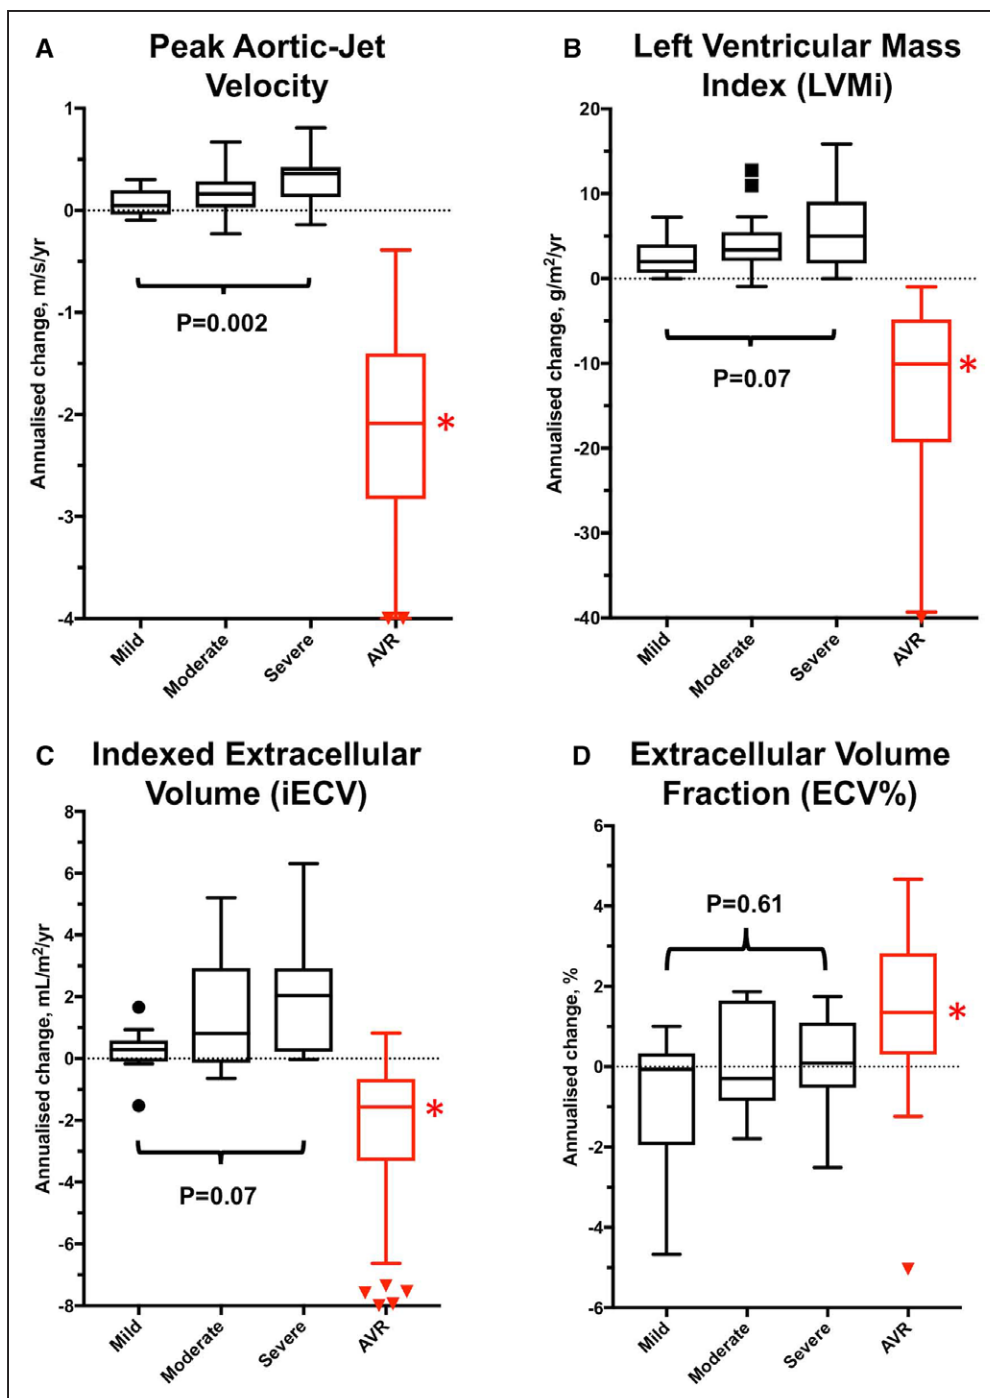 A
Peak Aortic-Jet
Velocity
Annualised change, m/s/yr
1
0
-1
-2
-3
-4
P=0.002
*
Mild
Moderate
Severe
AVR
B
Left Ventricular Mass
Index (LVMi)
Annualised change, g/m²/yr
20
10
0
-10
-20
-30
-40
P=0.07
*
Mild
Moderate
Severe
AVR
C
Indexed Extracellular
Volume (iECV)
Annualised change, mL/m²/yr
8
6
4
2
0
-2
-4
-6
-8
P=0.07
*
Mild
Moderate
Severe
AVR
D
Extracellular Volume
Fraction (ECV%)
Annualised change, %
6
4
2
0
-2
-4
-6
P=0.61
*
Mild
Moderate
Severe
AVR